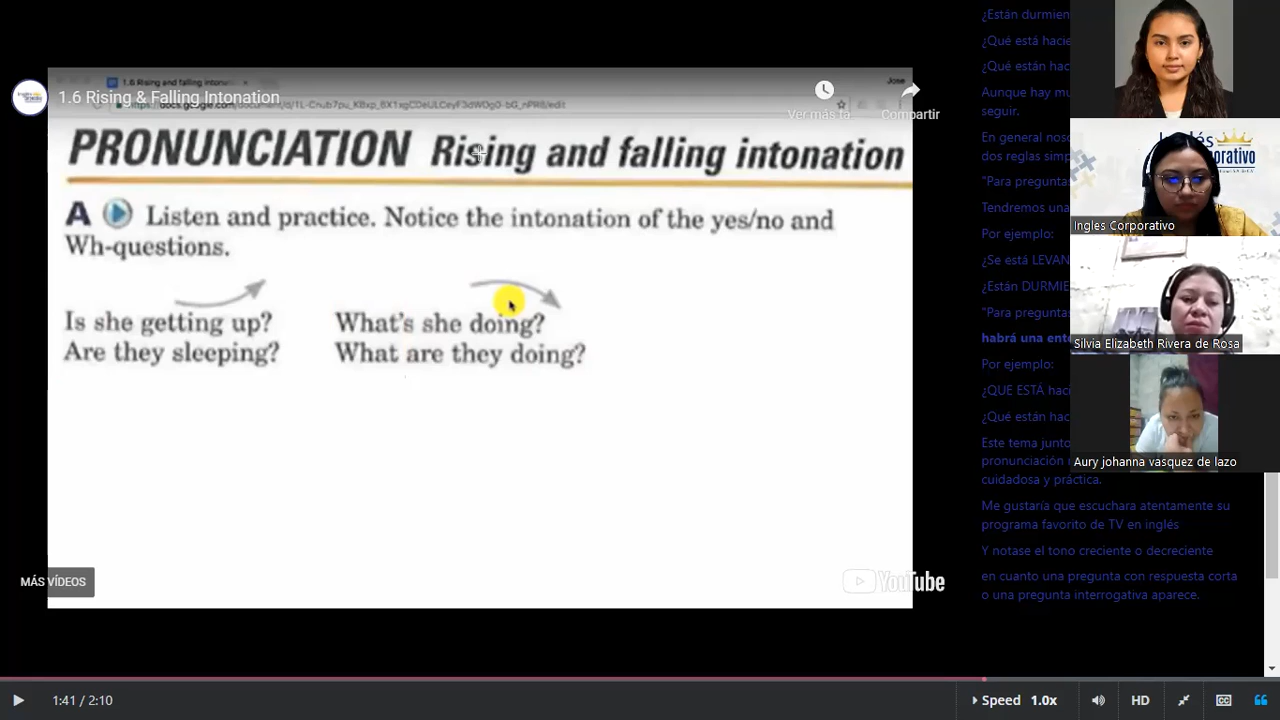 1.6 Rising & Falling Intonation
Jose
Ver más ta
Compartir
PRONUNCIATION Rising and falling intonation
A Listen and practice. Notice the intonation of the yes/no and
Wh-questions.
Is she getting up? What's she doing?
Are they sleeping? What are they doing?
MÁS VÍDEOS
YouTube
¿Están durmien
¿Qué está hacie
¿Qué están hac
Aunque hay mu
seguir.
En general noso
dos reglas simp
"Para pregunta
Tendremos una
Por ejemplo:
¿Se está LEVAN
¿Están DURMIE
"Para pregunta
habrá una ento
Por ejemplo:
¿QUE ESTÁ haci
¿Qué están hac
Este tema junto
pronunciación
cuidadosa y práctica.
Me gustaría que escuchara atentamente su
programa favorito de TV en inglés
Y notase el tono creciente o decreciente
en cuanto una pregunta con respuesta corta
o una pregunta interrogativa aparece.
Ingles Corporativo
Silvia Elizabeth Rivera de Rosa
Aury johanna vasquez de lazo
1:41 / 2:10
Speed 1.0x
HD
CC